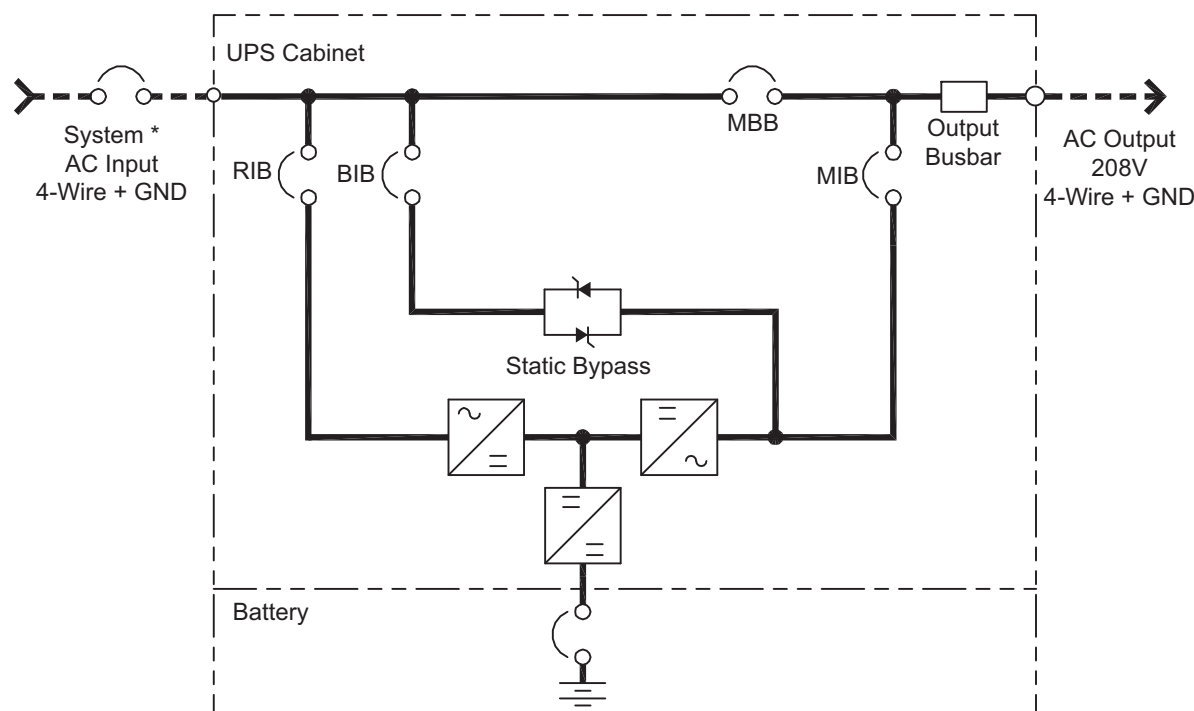 UPS Cabinet
System *
AC Input
4-Wire + GND
RIB
BIB
MBB
MIB
Output
Busbar
AC Output
208V
4-Wire + GND
Static Bypass
Battery